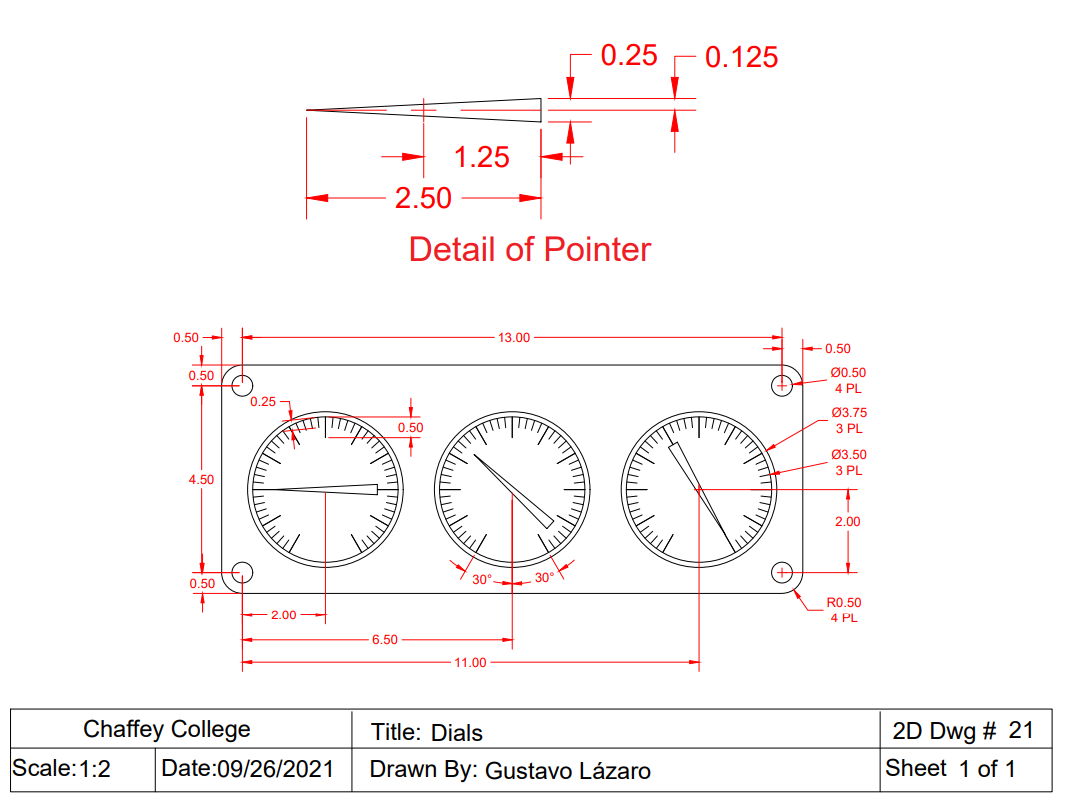 0.25
0.125
1.25
2.50
Detail of Pointer
0.50
13.00
0.50
0.50
Ø0.50
4 PL
0.25
0.50
Ø3.75
3 PL
Ø3.50
3 PL
4.50
2.00
30°
30°
0.50
R0.50
4 PL
2.00
6.50
11.00
Chaffey College
Title: Dials
2D Dwg # 21
Scale:1:2
Date:09/26/2021
Drawn By: Gustavo Lázaro
Sheet 1 of 1